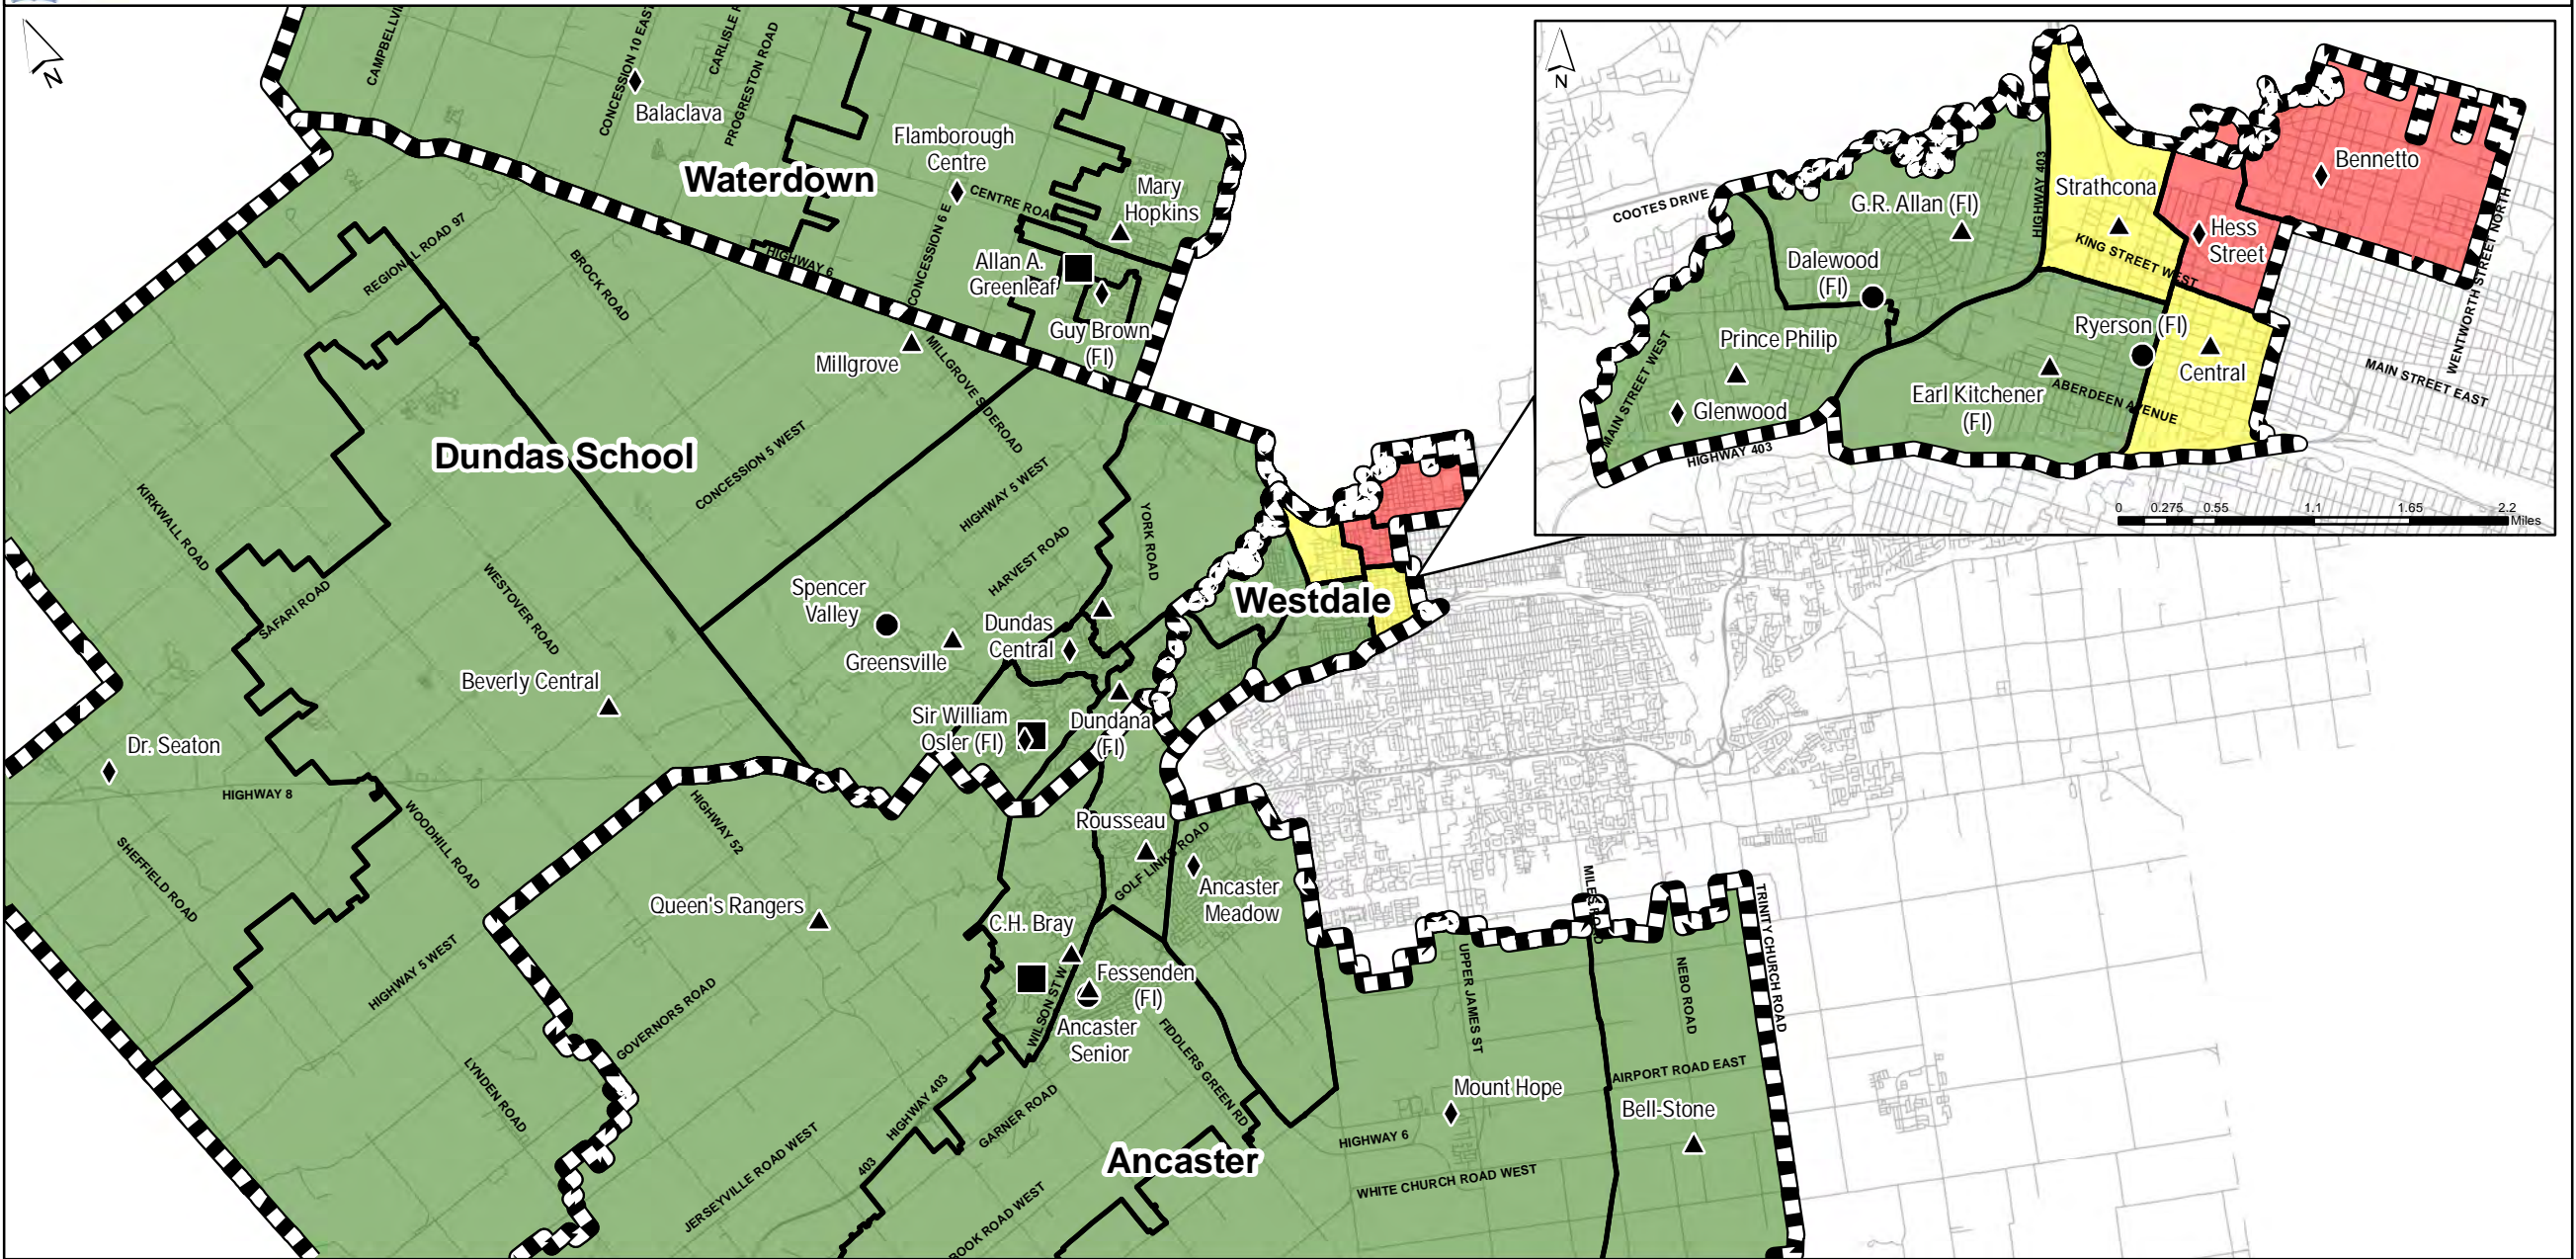 CAMPBELLVI
CONCESSION 10 EAST
CARLISLE R
PROGRESTON ROAD
Balaclava
Flamborough
Centre
Waterdown
CENTRE ROA
Mary
Hopkins
CONCESSION 6 E
HIGHWAY 6
Allan A.
Greenleaf
Guy Brown
(FI)
REGIONAL ROAD 97
BROCK ROAD
Millgrove
MILLGROVE SIDEROAD
Dundas School
CONCESSION 5 WEST
HIGHWAY 5 WEST
HARVEST ROAD
YORK ROAD
KIRKWALL ROAD
SAFARI ROAD
WESTOVER ROAD
Spencer
Valley
Greensville
Dundas
Central
Westdale
Beverly Central
Sir William
Osler (FI)
Dundana
(FI)
Dr. Seaton
HIGHWAY 8
SHEFFIELD ROAD
WOODHILL ROAD
HIGHWAY 52
Rousseau
GOLF LINKS ROAD
Ancaster
Meadow
Queen's Rangers
C.H. Bray
HIGHWAY 5 WEST
GOVERNORS ROAD
WILSON ST W
Fessenden
(FI)
Ancaster
Senior
LYNDEN ROAD
HIGHWAY 403
GARNER ROAD
FIDDLERS GREEN RD
JERSEYVILLE ROAD WEST
403
BOOK ROAD WEST
Ancaster
UPPER JAMES ST
NEBO ROAD
TRINITY CHURCH ROAD
AIRPORT ROAD EAST
Mount Hope
Bell-Stone
HIGHWAY 6
WHITE CHURCH ROAD WEST
N
N
COOTES DRIVE
G.R. Allan (FI)
HIGHWAY 403
Strathcona
KING STREET WEST
Hess
Street
Bennetto
WENTWORTH STREET NORTH
Dalewood
(FI)
Prince Philip
Glenwood
MAIN STREET WEST
HIGHWAY 403
Ryerson (FI)
Earl Kitchener
(FI)
ABERDEEN AVENUE
Central
MAIN STREET EAST
0 0.275 0.55 1.1 1.65 2.2
Miles